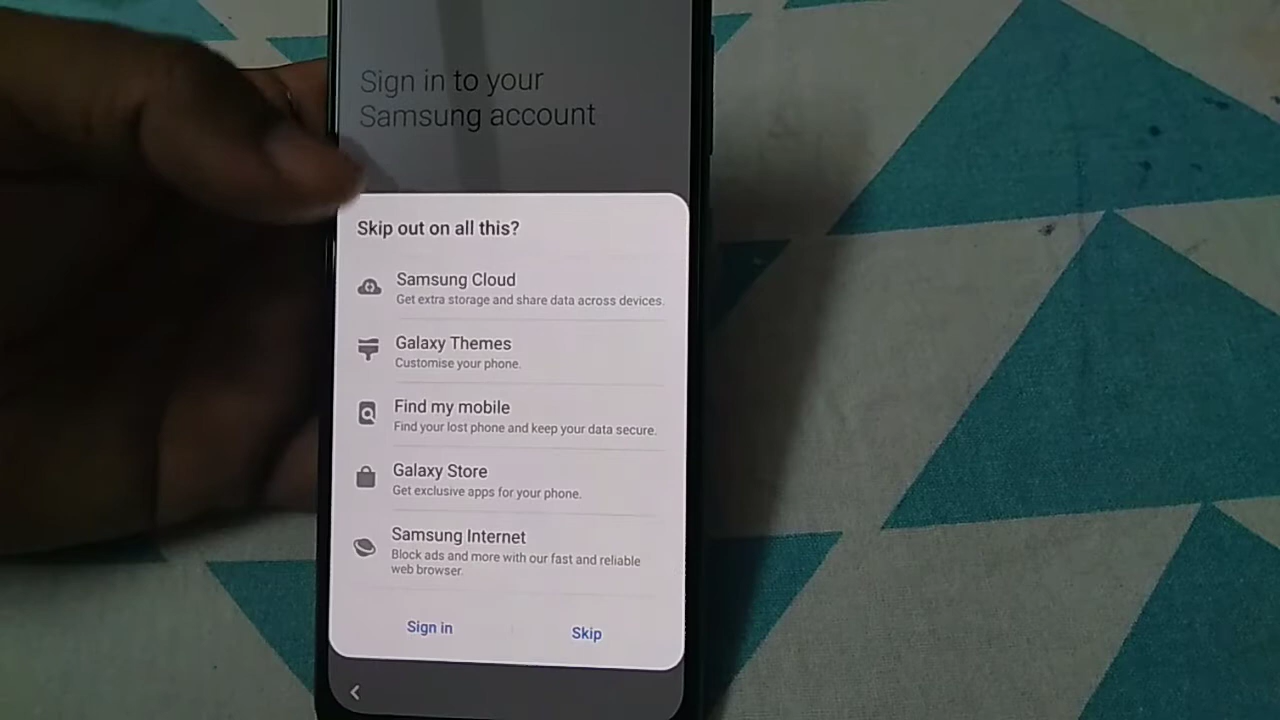 Sign in to your
Samsung account
Skip out on all this?
Samsung Cloud
Get extra storage and share data across devices.
Galaxy Themes
Customise your phone.
Find my mobile
Find your lost phone and keep your data secure.
Galaxy Store
Get exclusive apps for your phone.
Samsung Internet
Block ads and more with our fast and reliable
web browser.
Sign in
Skip